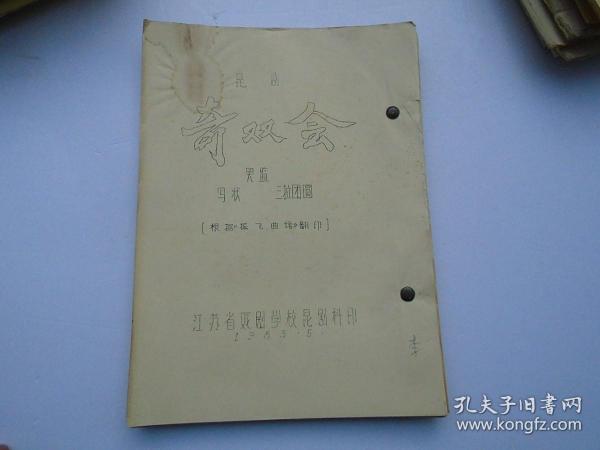 昆曲
奇双会
哭监
写状 三拉团圆
[根据《振飞曲谱》翻印]
江苏省戏剧学校昆剧科印
1983.5.
李
孔夫子旧书网
www.kongfz.com